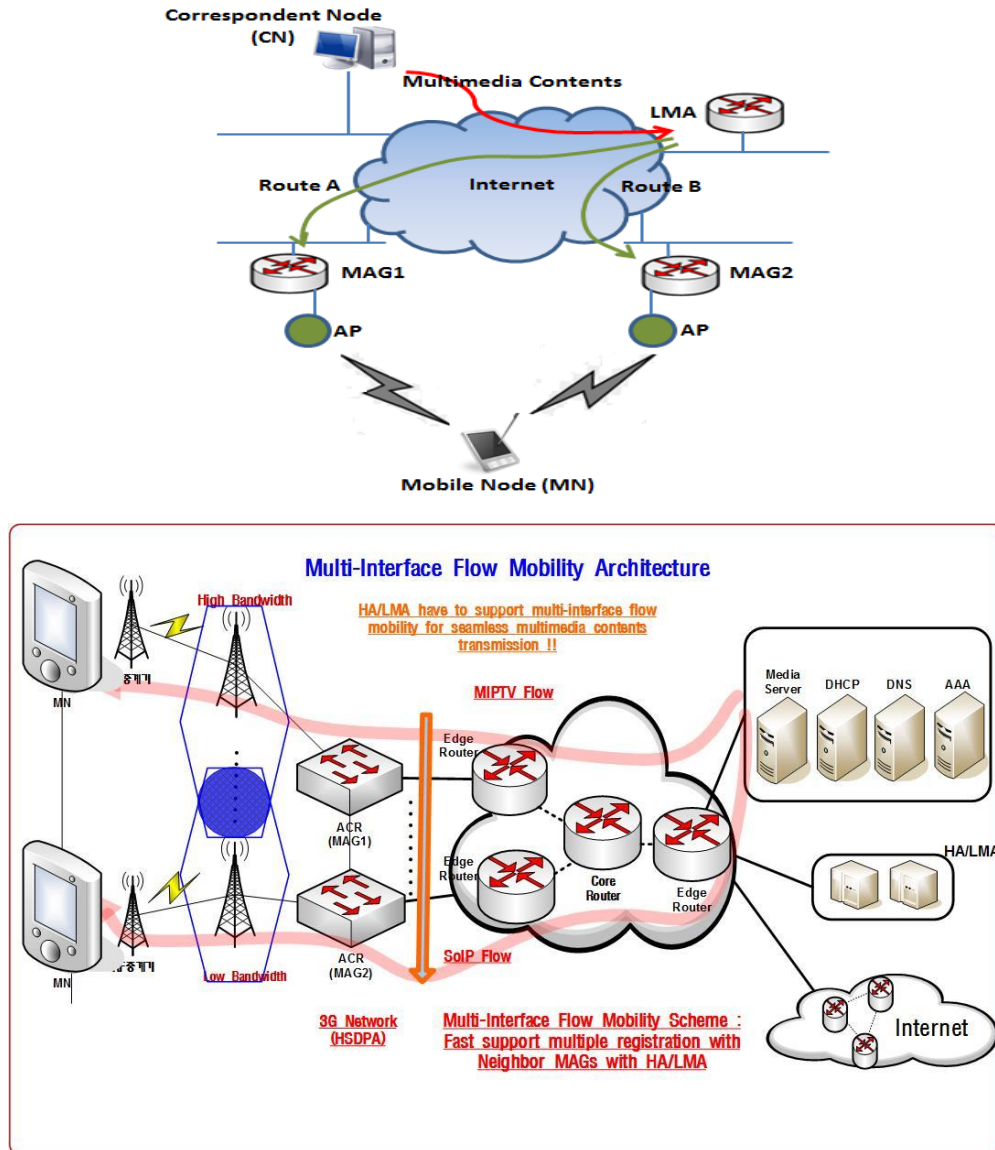 Correspondent Node
(CN)
Multimedia Contents
LMA
Route A
Internet
Route B
MAG1
MAG2
AP
AP
Mobile Node (MN)
Multi-Interface Flow Mobility Architecture
High Bandwidth
HA/LMA have to support multi-interface flow
mobility for seamless multimedia contents
transmission !!
MIPTV Flow
Media
Server
DHCP
DNS
AAA
중계기
MN
Edge
Router
ACR
(MAG1)
Edge
Router
Core
Router
Edge
Router
HA/LMA
중계기
MN
Low Bandwidth
ACR
(MAG2)
SoIP Flow
3G Network
(HSDPA)
Multi-Interface Flow Mobility Scheme :
Fast support multiple registration with
Neighbor MAGs with HA/LMA
Internet